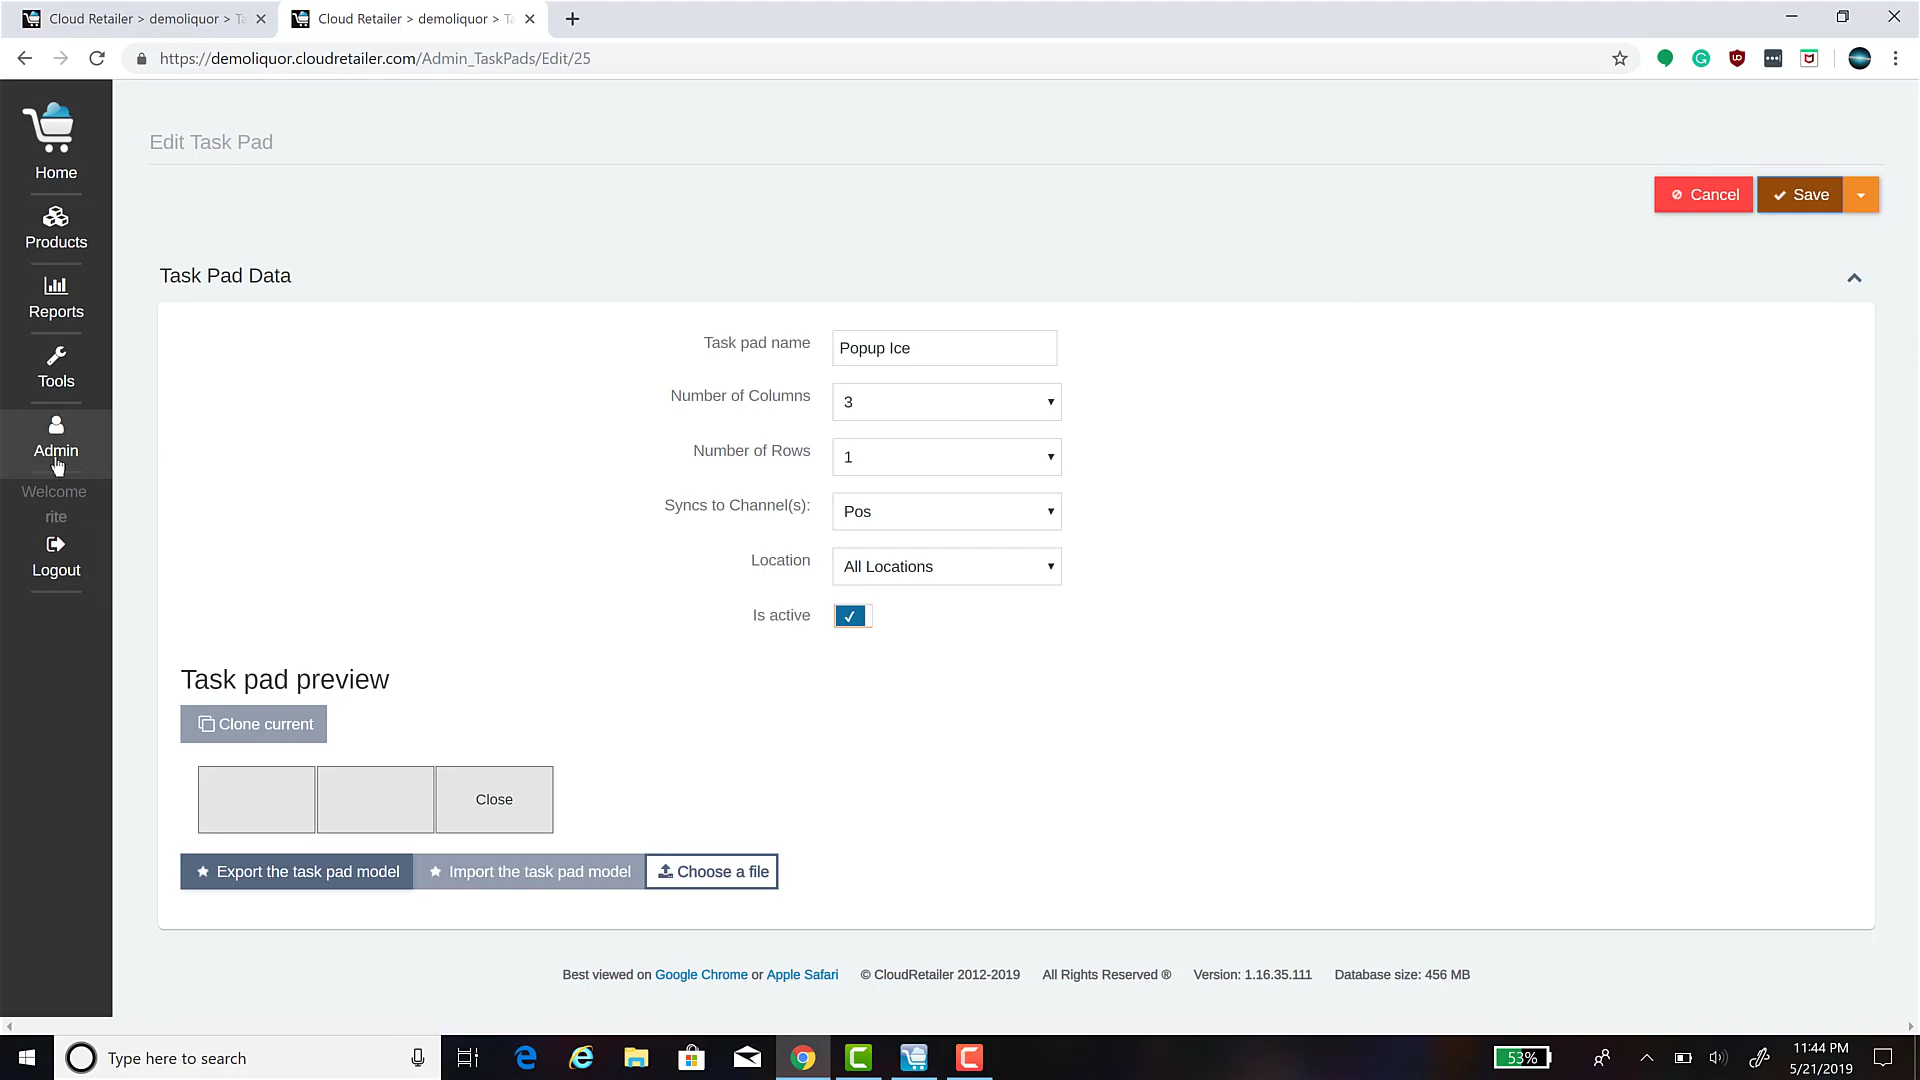 Cloud Retailer > demoliquor > Ta
Cloud Retailer > demoliquor > Ta
https://demoliquor.cloudretailer.com/Admin_TaskPads/Edit/25
Home
Products
Reports
Tools
Admin
Welcome
rite
Logout
Edit Task Pad
Cancel
Save
Task Pad Data
Task pad name
Popup Ice
Number of Columns
3
Number of Rows
1
Syncs to Channel(s):
Pos
Location
All Locations
Is active
Task pad preview
Clone current
Close
Export the task pad model
Import the task pad model
Choose a file
Best viewed on Google Chrome or Apple Safari © CloudRetailer 2012-2019 All Rights Reserved ® Version: 1.16.35.111 Database size: 456 MB
Type here to search
53%
11:44 PM
5/21/2019